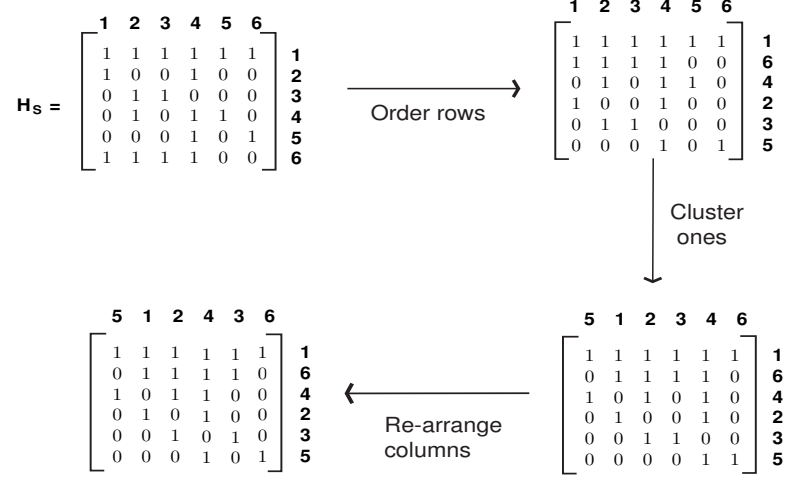 1 2 3 4 5 6
1 1 1 1 1 1 1
1 0 0 1 0 0 2
0 1 1 0 0 0 3
H_S =
0 1 0 1 1 0 4
0 0 0 1 0 1 5
1 1 1 1 0 0 6
Order rows
1 2 3 4 5 6
1 1 1 1 1 1 1
1 1 1 1 0 0 6
0 1 0 1 1 0 4
1 0 0 1 0 0 2
0 1 1 0 0 0 3
0 0 0 1 0 1 5
Cluster
ones
5 1 2 3 4 6
1 1 1 1 1 1 1
0 1 1 1 1 0 6
1 0 1 0 1 0 4
0 1 0 0 1 0 2
0 0 1 1 0 0 3
0 0 0 0 1 1 5
Re-arrange
columns
5 1 2 4 3 6
1 1 1 1 1 1 1
0 1 1 1 1 0 6
1 0 1 1 0 0 4
0 1 0 1 0 0 2
0 0 1 0 1 0 3
0 0 0 1 0 1 5